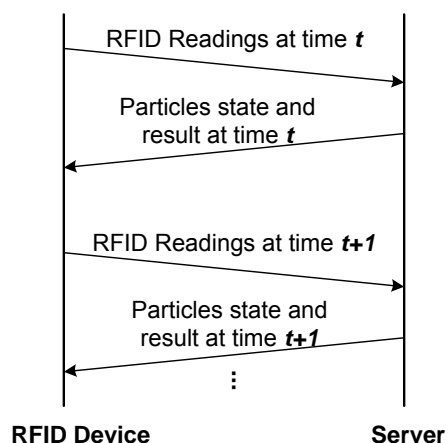 RFID Readings at time t
Particles state and
result at time t
RFID Readings at time t+1
Particles state and
result at time t+1
...
RFID Device
Server